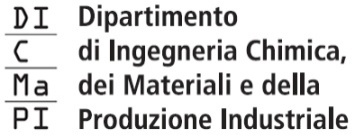 DI Dipartimento
C di Ingegneria Chimica,
Ma dei Materiali e della
PI Produzione Industriale